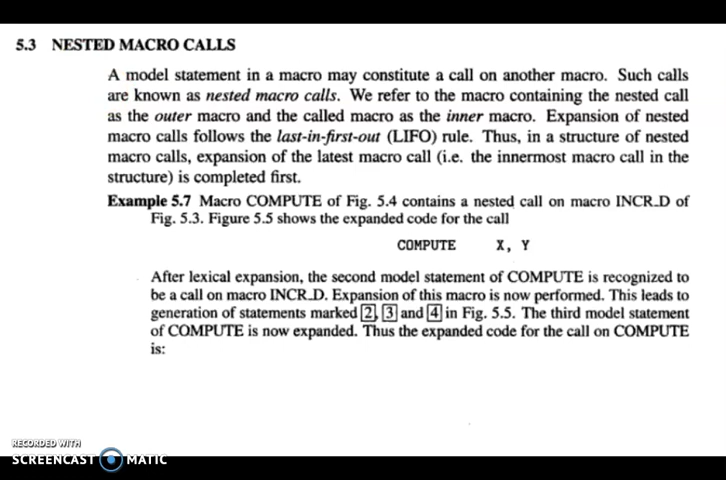 5.3 NESTED MACRO CALLS
A model statement in a macro may constitute a call on another macro. Such calls
are known as nested macro calls. We refer to the macro containing the nested call
as the outer macro and the called macro as the inner macro. Expansion of nested
macro calls follows the last-in-first-out (LIFO) rule. Thus, in a structure of nested
macro calls, expansion of the latest macro call (i.e. the innermost macro call in the
structure) is completed first.
Example 5.7 Macro COMPUTE of Fig. 5.4 contains a nested call on macro INCR_D of
Fig. 5.3. Figure 5.5 shows the expanded code for the call
COMPUTE X, Y
After lexical expansion, the second model statement of COMPUTE is recognized to
be a call on macro INCR_D. Expansion of this macro is now performed. This leads to
generation of statements marked 2, 3 and 4 in Fig. 5.5. The third model statement
of COMPUTE is now expanded. Thus the expanded code for the call on COMPUTE
is:
RECORDED WITH
SCREENCAST MATIC